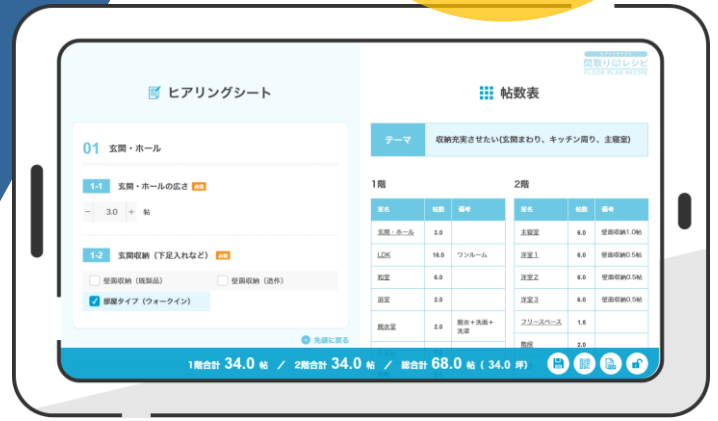 間取りレシピ
FLOOR PLAN RECIPE
ヒアリングシート
01 玄関・ホール
1-1 玄関・ホールの広さ 必須
− 3.0 + 帖
1-2 玄関収納（下足入れなど） 必須
壁面収納（既製品） 壁面収納（造作）
部屋タイプ（ウォークイン）
先頭に戻る
帖数表
テーマ 収納充実させたい(玄関まわり、キッチン周り、主寝室)
1階
室名 帖数 備考
玄関・ホール 3.0
LDK 16.0 ワンルーム
和室 6.0
浴室 2.0
脱衣室 2.0 脱衣＋洗面＋
洗濯
2階
室名 帖数 備考
主寝室 6.0 壁面収納1.0帖
洋室1 6.0 壁面収納0.5帖
洋室2 6.0 壁面収納0.5帖
洋室3 6.0 壁面収納0.5帖
フリースペース 1.5
階段 2.0
1階合計 34.0 帖 ／ 2階合計 34.0 帖 ／ 総合計 68.0 帖 ( 34.0 坪)